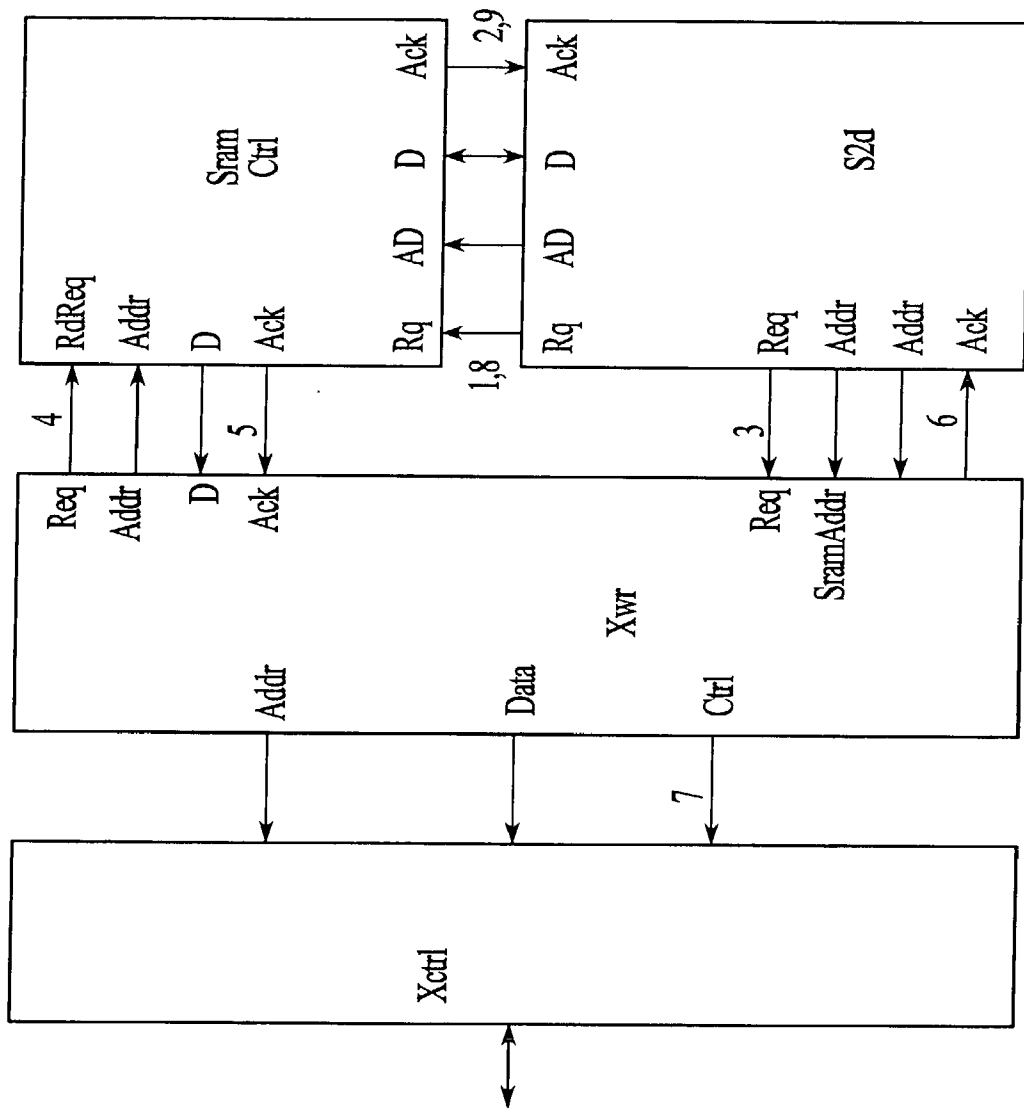 Xctrl
Addr
Data
Ctrl
7
Xwr
Req
Addr
D
Ack
Req
SramAddr
4
5
3
6
RdReq
Addr
D
Ack
Sram
Ctrl
Rq
AD
D
Ack
1,8
2,9
Rq
AD
D
Ack
Req
Addr
Addr
Ack
S2d